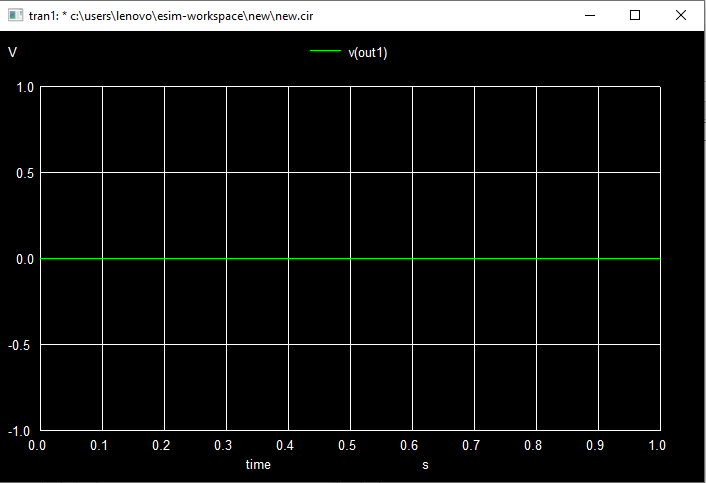 tran1: * c:\users\lenovo\esim-workspace\new\new.cir
V
v(out1)
1.0
0.5
0.0
-0.5
-1.0
0.0 0.1 0.2 0.3 0.4 0.5 0.6 0.7 0.8 0.9 1.0
time s